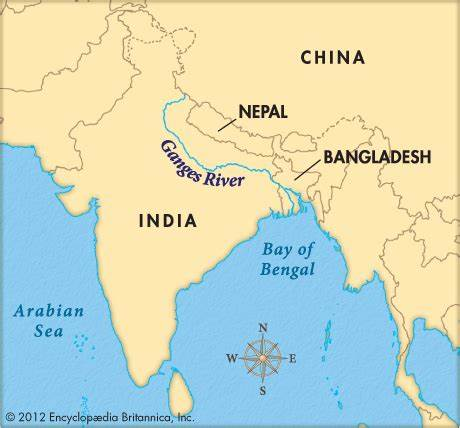 CHINA
NEPAL
BANGLADESH
Ganges River
INDIA
Bay of
Bengal
Arabian
Sea
N
W E
S
© 2012 Encyclopædia Britannica, Inc.